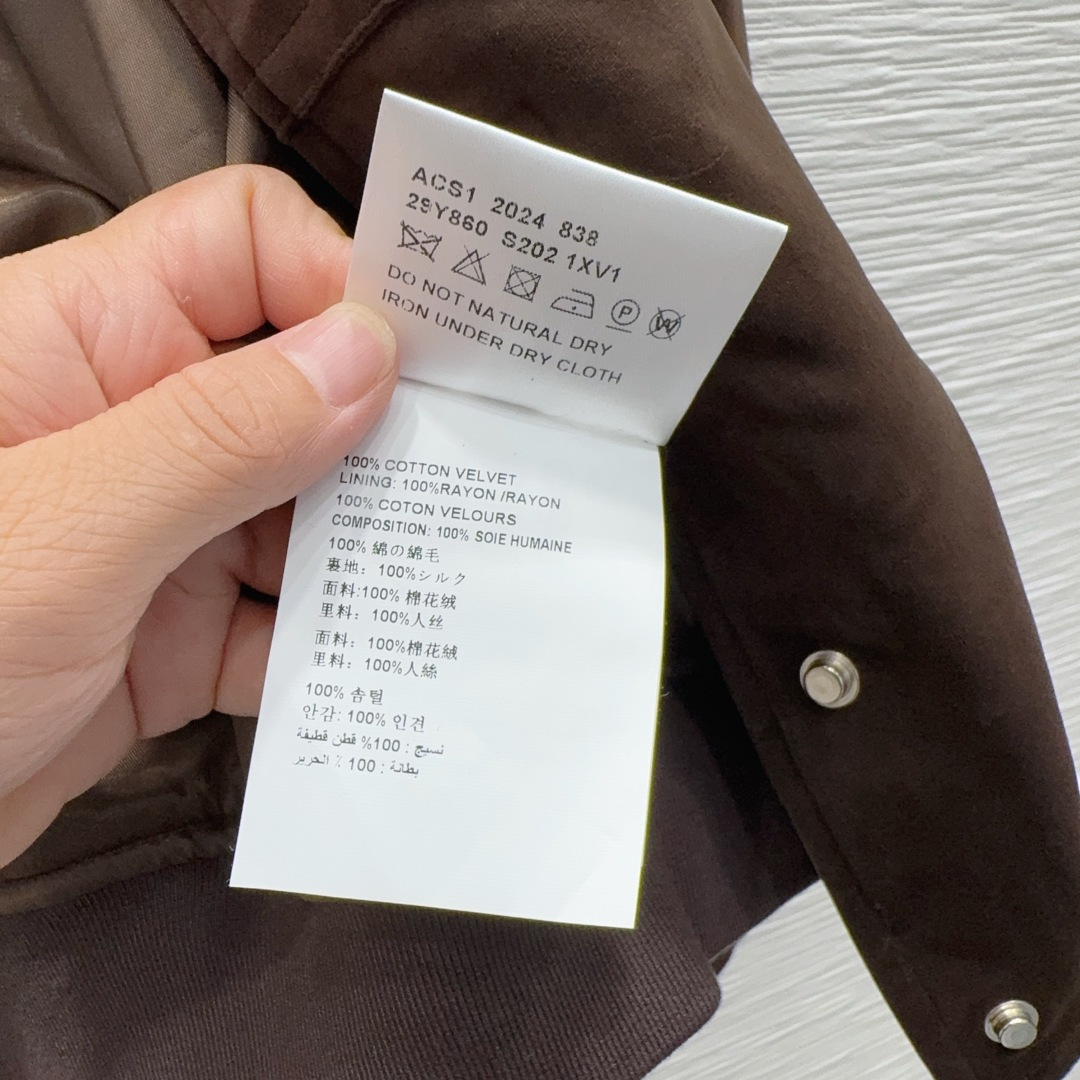 ACS1 2024 838
29Y860 S202 1XV1
P W
DO NOT NATURAL DRY
IRON UNDER DRY CLOTH
100% COTTON VELVET
LINING: 100%RAYON /RAYON
100% COTON VELOURS
COMPOSITION: 100% SOIE HUMAINE
100% 綿の綿毛
裏地：100%シルク
面料:100% 棉花绒
里料：100%人丝
面料：100%棉花絨
里料：100%人絲
100% 솜털
안감: 100% 인견
نسيج : 100% قطن قطيفة
بطانة : 100 ٪ الحرير